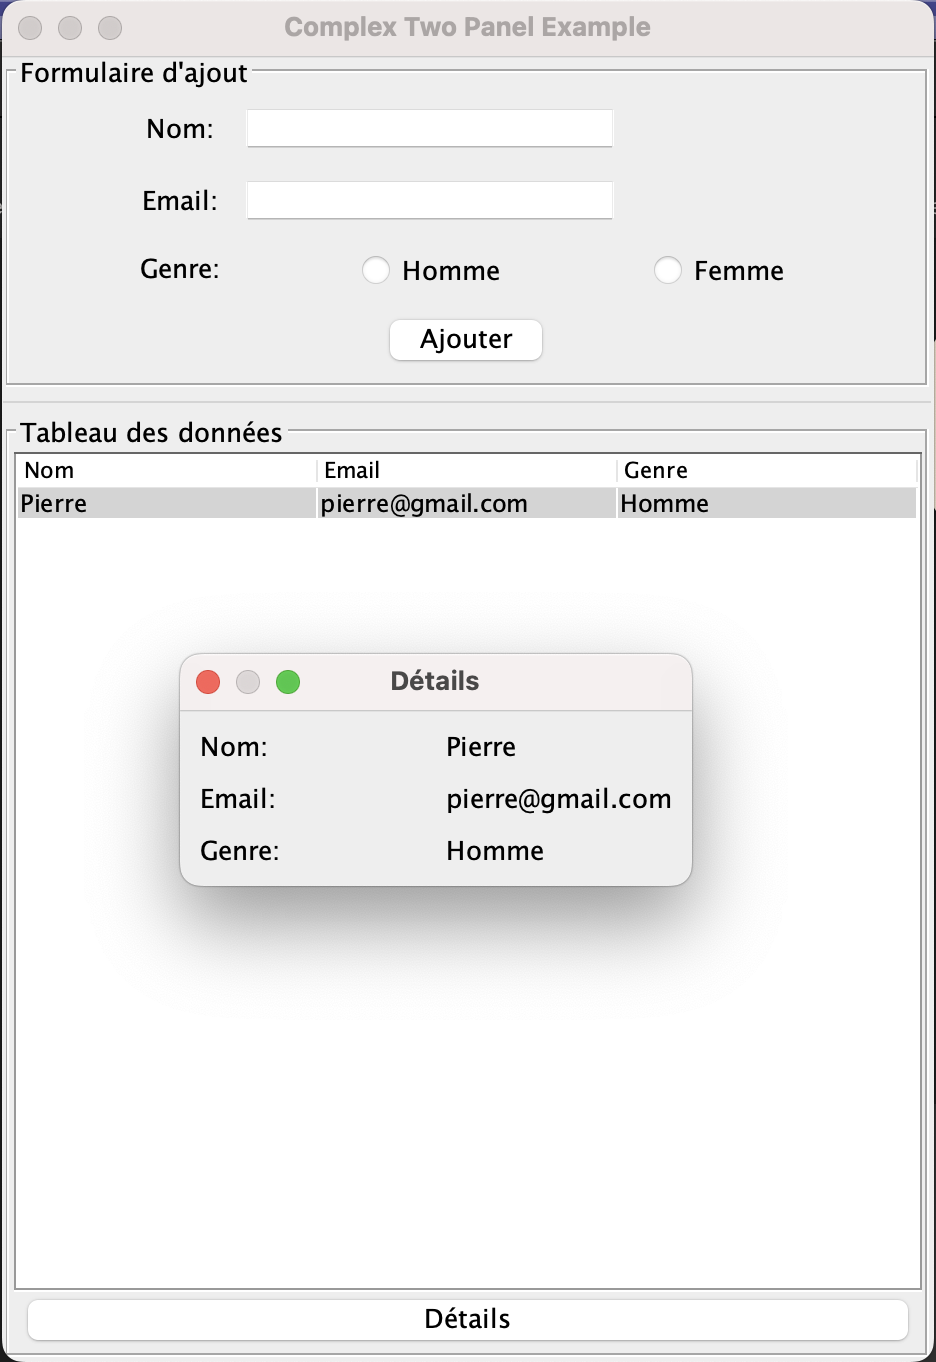 Complex Two Panel Example
Formulaire d'ajout
Nom:
Email:
Genre: Homme Femme
Ajouter
Tableau des données
Nom Email Genre
Pierre pierre@gmail.com Homme
Détails
Nom: Pierre
Email: pierre@gmail.com
Genre: Homme
Détails